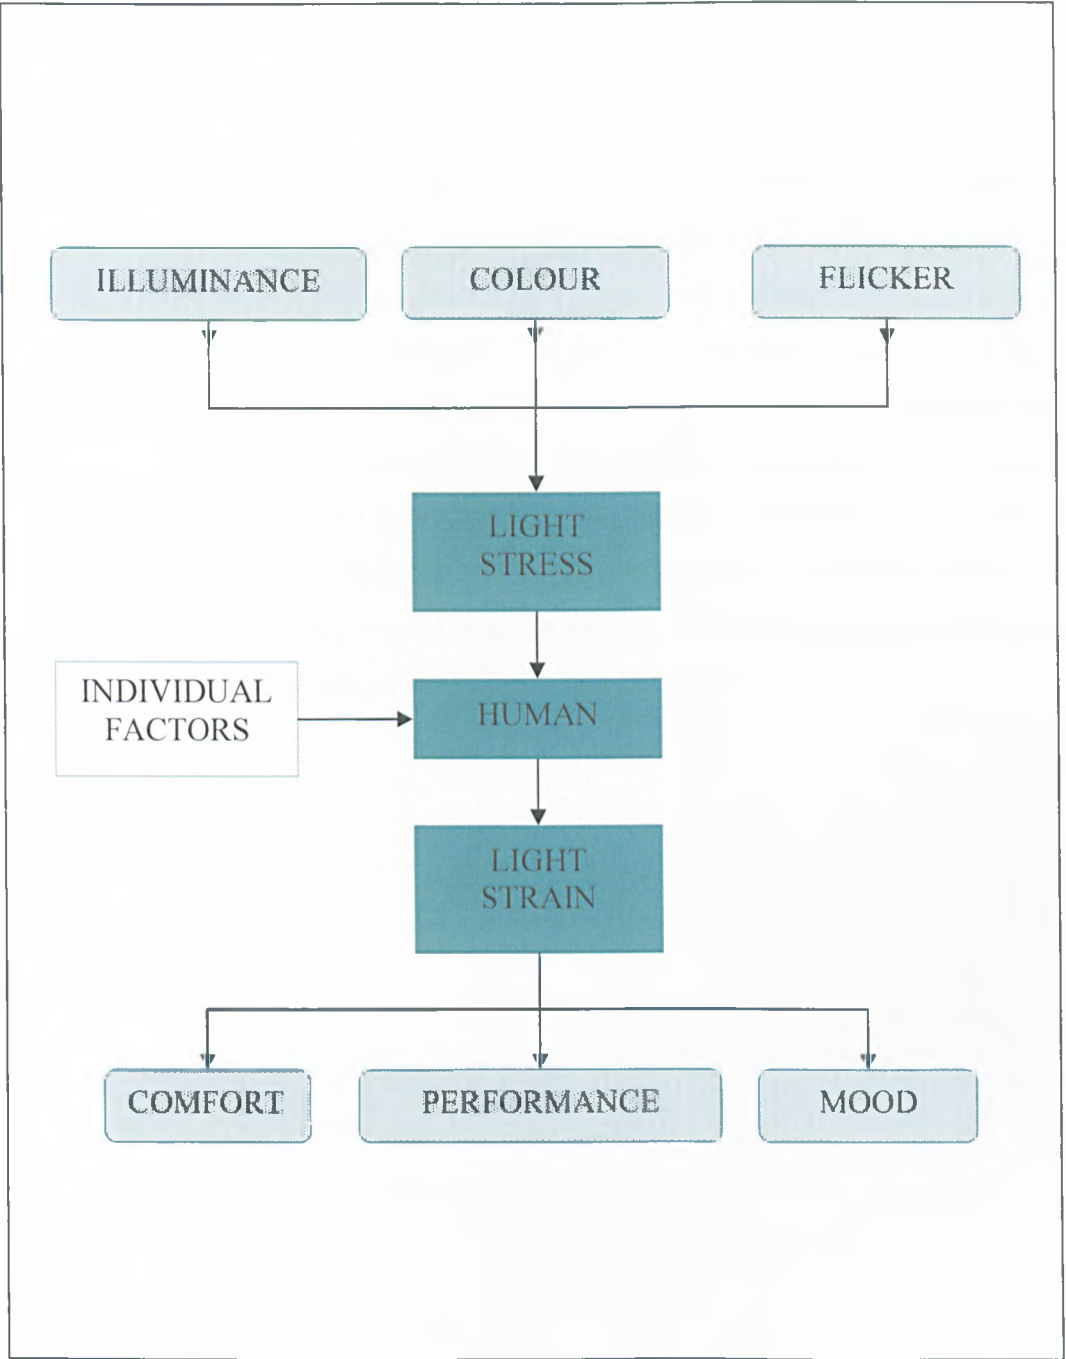 ILLUMINANCE
COLOUR
FLICKER
LIGHT
STRESS
INDIVIDUAL
FACTORS
HUMAN
LIGHT
STRAIN
COMFORT
PERFORMANCE
MOOD